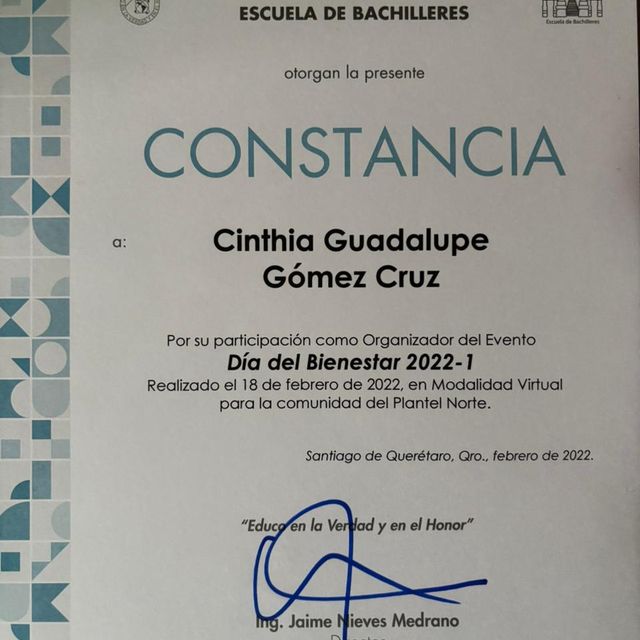 ESCUELA DE BACHILLERES
Escuela de Bachilleres
otorgan la presente
CONSTANCIA
a:
Cinthia Guadalupe
Gómez Cruz
Por su participación como Organizador del Evento
Día del Bienestar 2022-1
Realizado el 18 de febrero de 2022, en Modalidad Virtual
para la comunidad del Plantel Norte.
Santiago de Querétaro, Qro., febrero de 2022.
“Educo en la Verdad y en el Honor”
Ing. Jaime Nieves Medrano